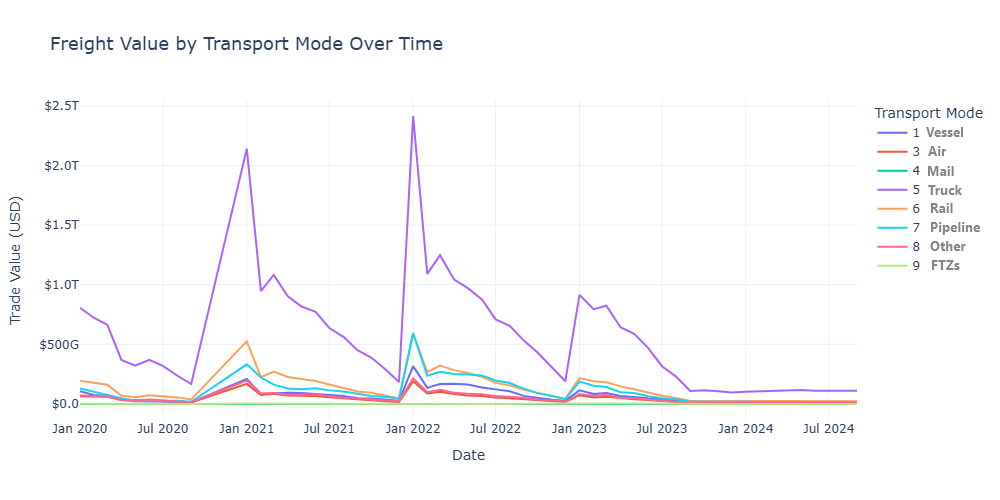 Freight Value by Transport Mode Over Time
Transport Mode
1 Vessel
3 Air
4 Mail
5 Truck
6 Rail
7 Pipeline
8 Other
9 FTZs
Trade Value (USD)
$2.5T
$2.0T
$1.5T
$1.0T
$500G
$0.0
Jan 2020 Jul 2020 Jan 2021 Jul 2021 Jan 2022 Jul 2022 Jan 2023 Jul 2023 Jan 2024 Jul 2024
Date